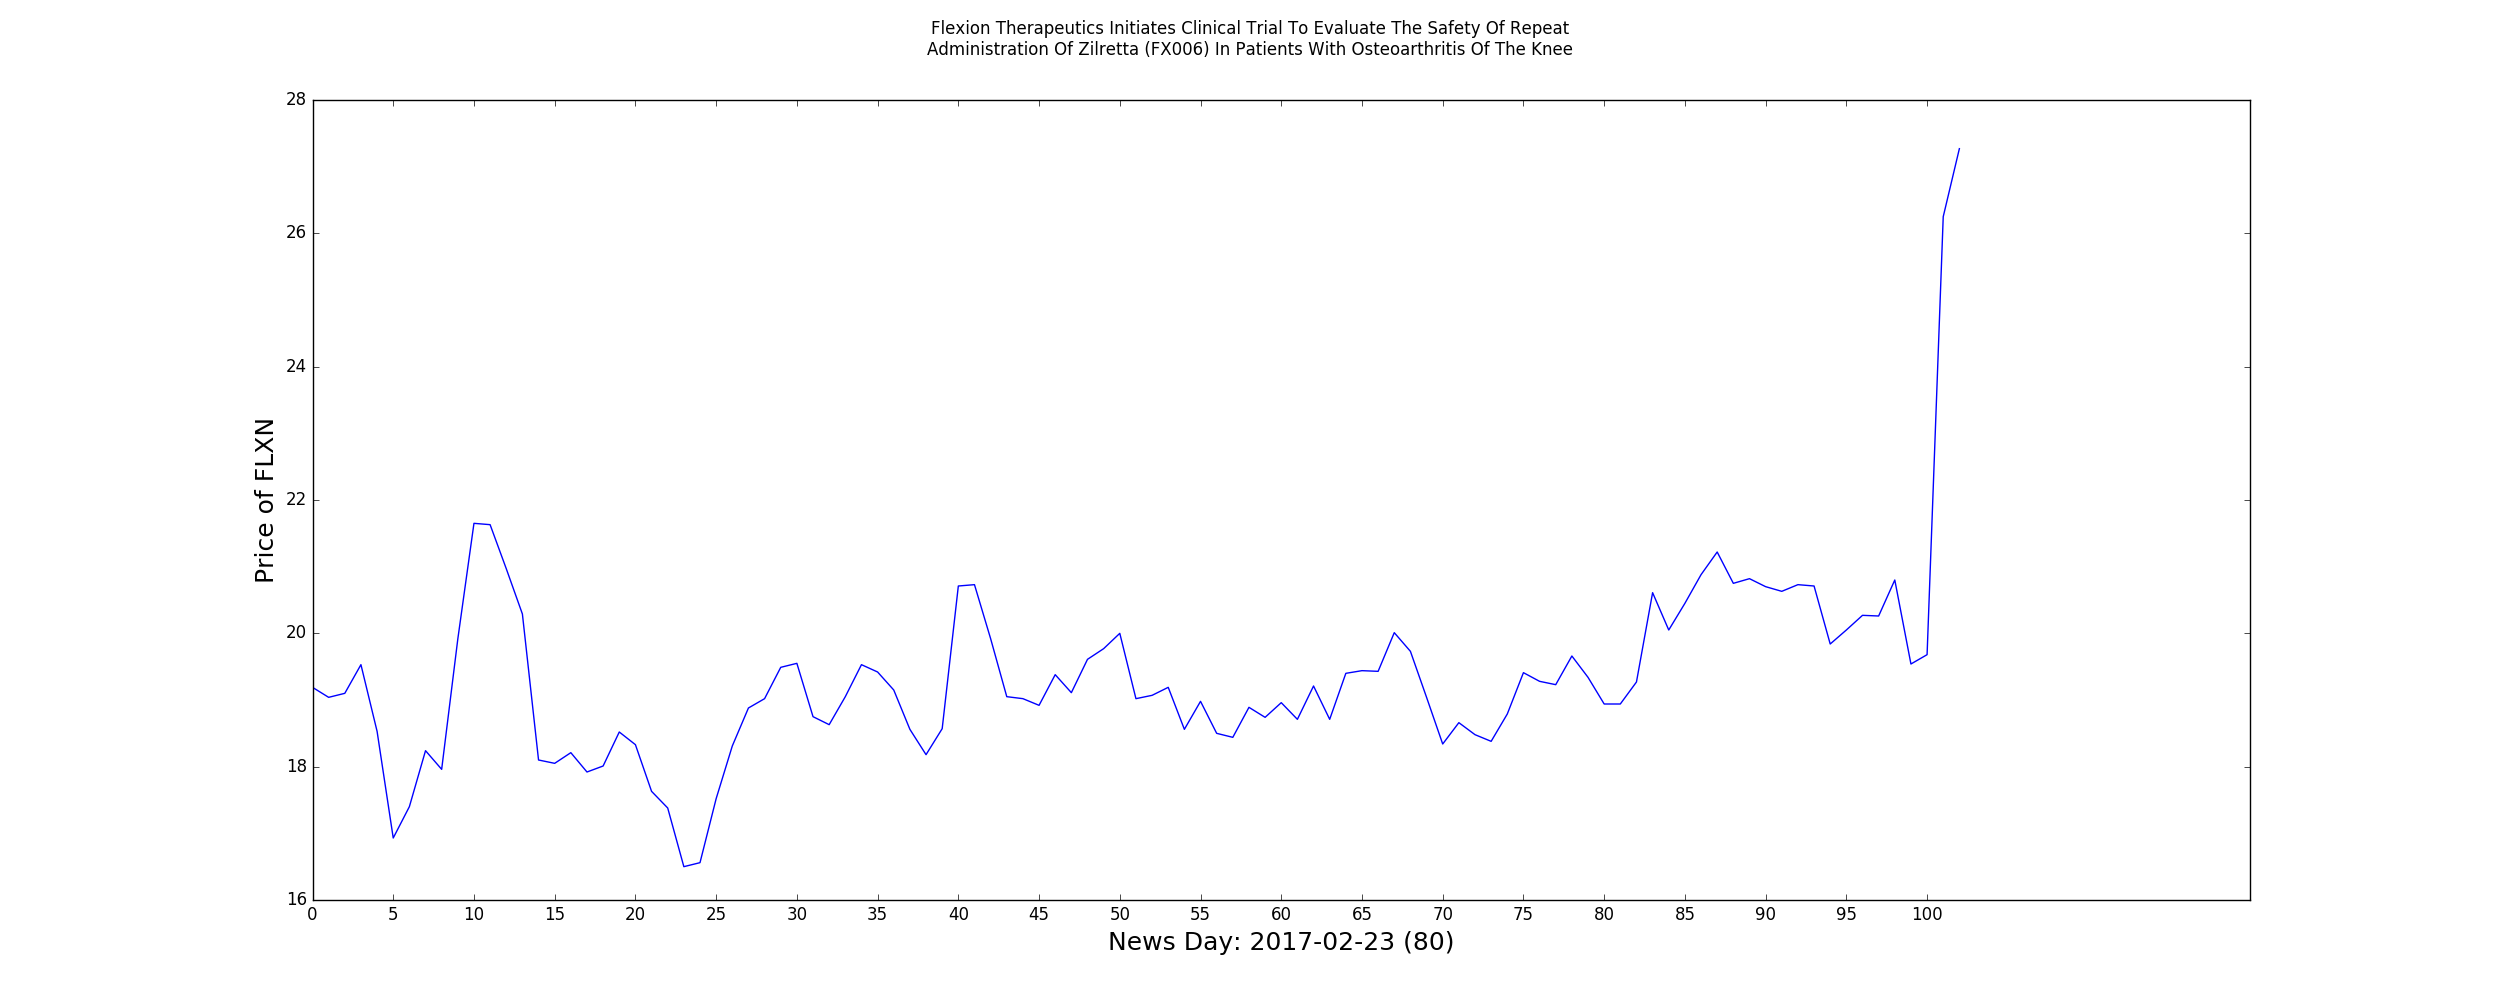 Flexion Therapeutics Initiates Clinical Trial To Evaluate The Safety Of Repeat
Administration Of Zilretta (FX006) In Patients With Osteoarthritis Of The Knee
28
26
24
22
20
18
16
Price of FLXN
0 5 10 15 20 25 30 35 40 45 50 55 60 65 70 75 80 85 90 95 100
News Day: 2017-02-23 (80)